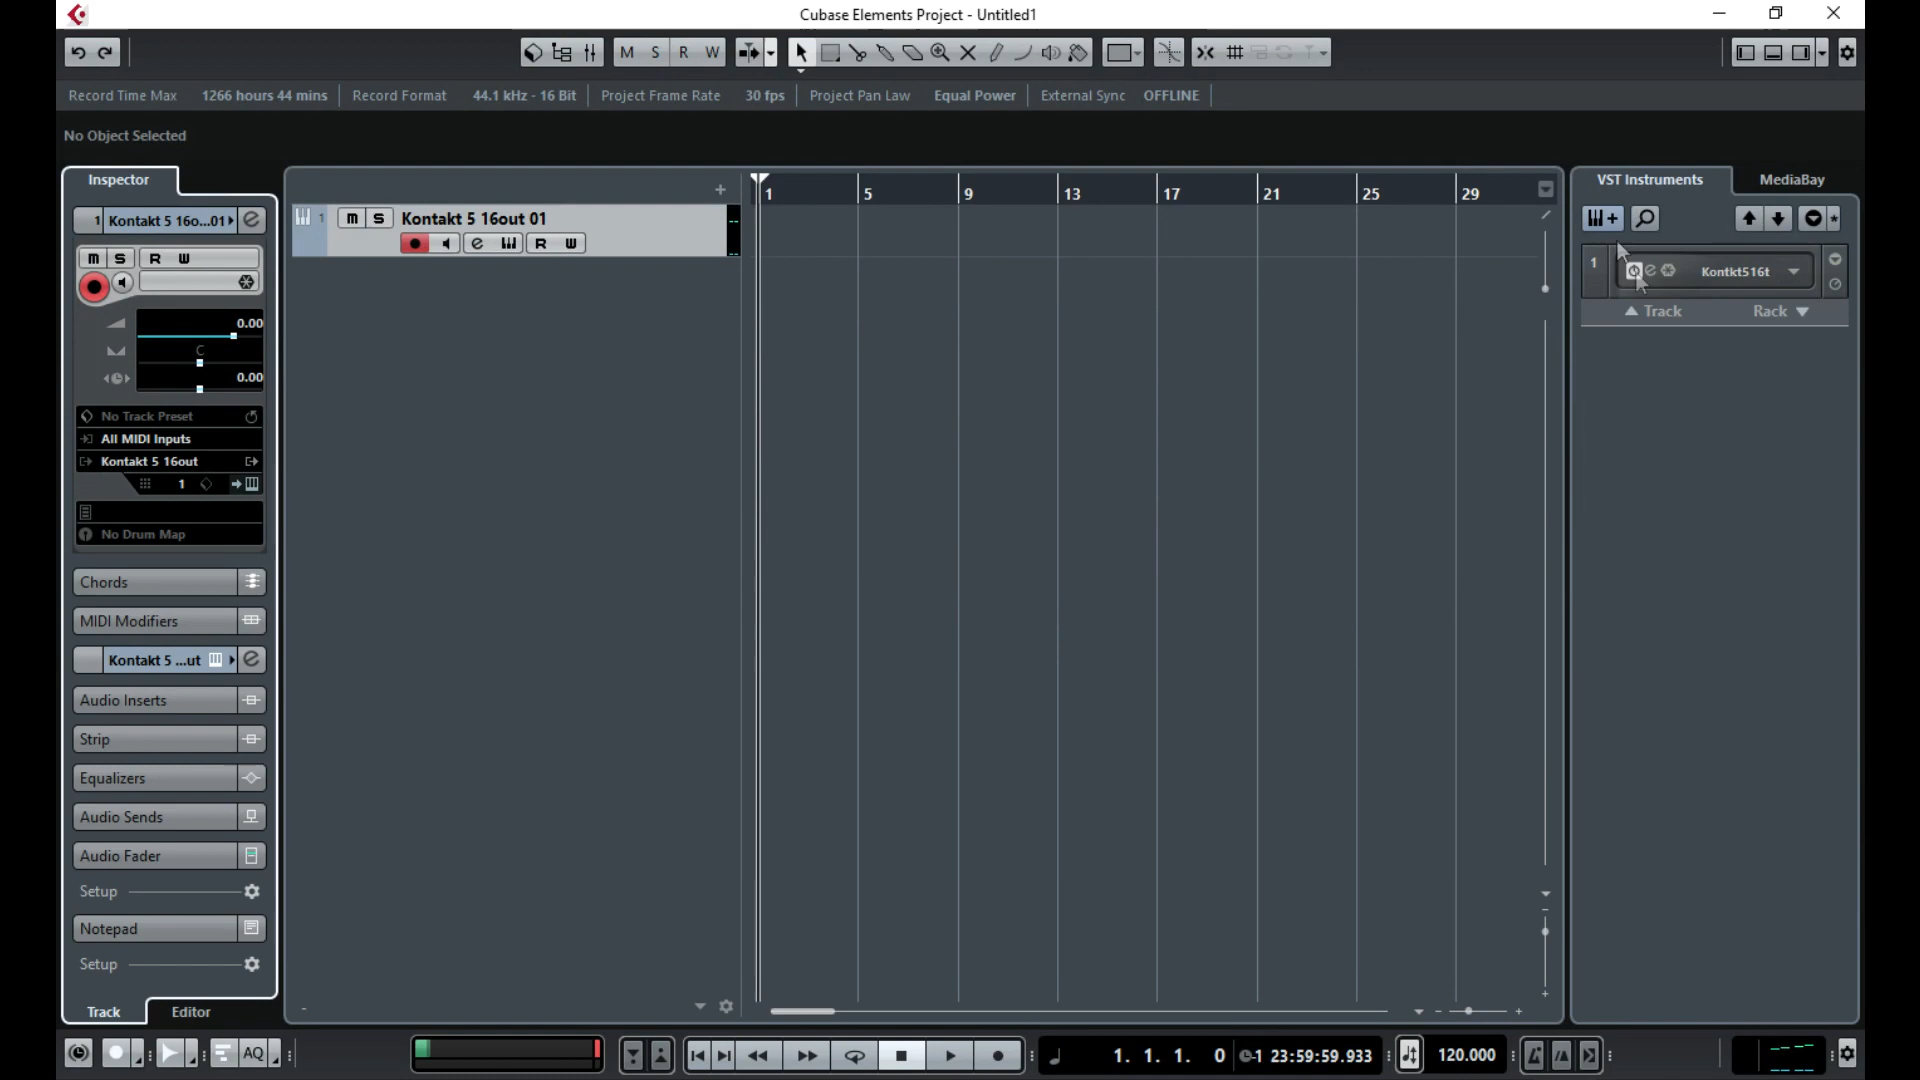 Cubase Elements Project - Untitled1
M S R W
Record Time Max 1266 hours 44 mins Record Format 44.1 kHz - 16 Bit Project Frame Rate 30 fps Project Pan Law Equal Power External Sync OFFLINE
No Object Selected
Inspector
1 Kontakt 5 16o...01
M S R W
0.00
C
0.00
No Track Preset
All MIDI Inputs
Kontakt 5 16out
1
No Drum Map
Chords
MIDI Modifiers
Kontakt 5 ...ut
Audio Inserts
Strip
Equalizers
Audio Sends
Audio Fader
Setup
Notepad
Setup
Track Editor
1 M S Kontakt 5 16out 01
R W
1 5 9 13 17 21 25 29
VST Instruments MediaBay
1 Kontkt516t
Track Rack
AQ
1. 1. 1. 0 23:59:59.933 120.000